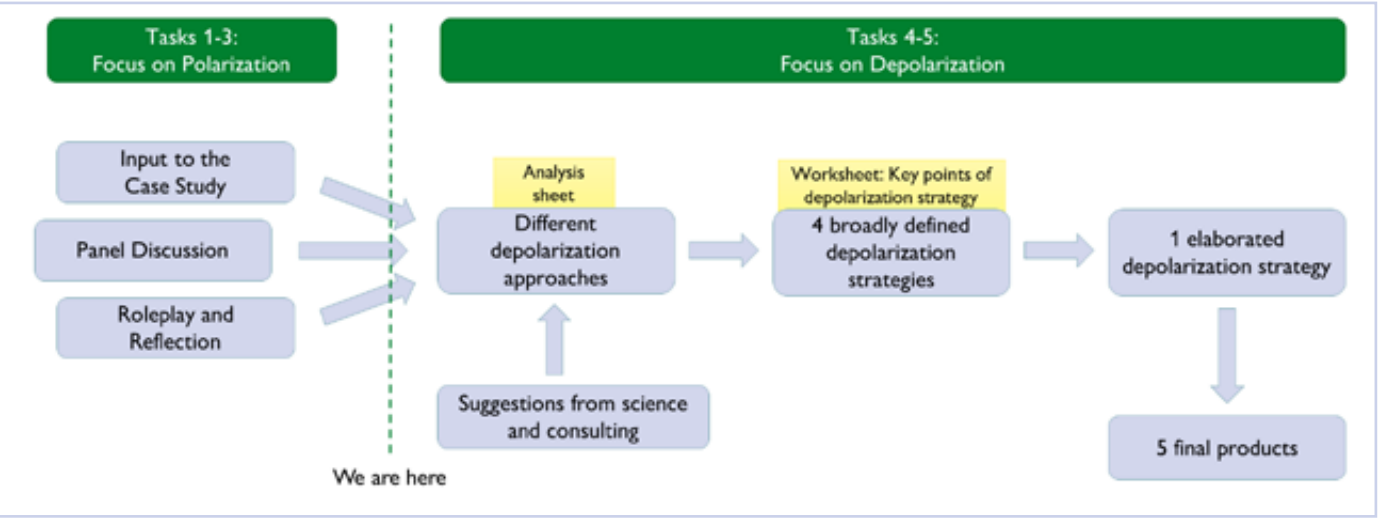 Tasks 1-3:
Focus on Polarization
Tasks 4-5:
Focus on Depolarization
Input to the
Case Study
Panel Discussion
Roleplay and
Reflection
We are here
Analysis
sheet
Different
depolarization
approaches
Suggestions from science
and consulting
Worksheet: Key points of
depolarization strategy
4 broadly defined
depolarization
strategies
1 elaborated
depolarization strategy
5 final products